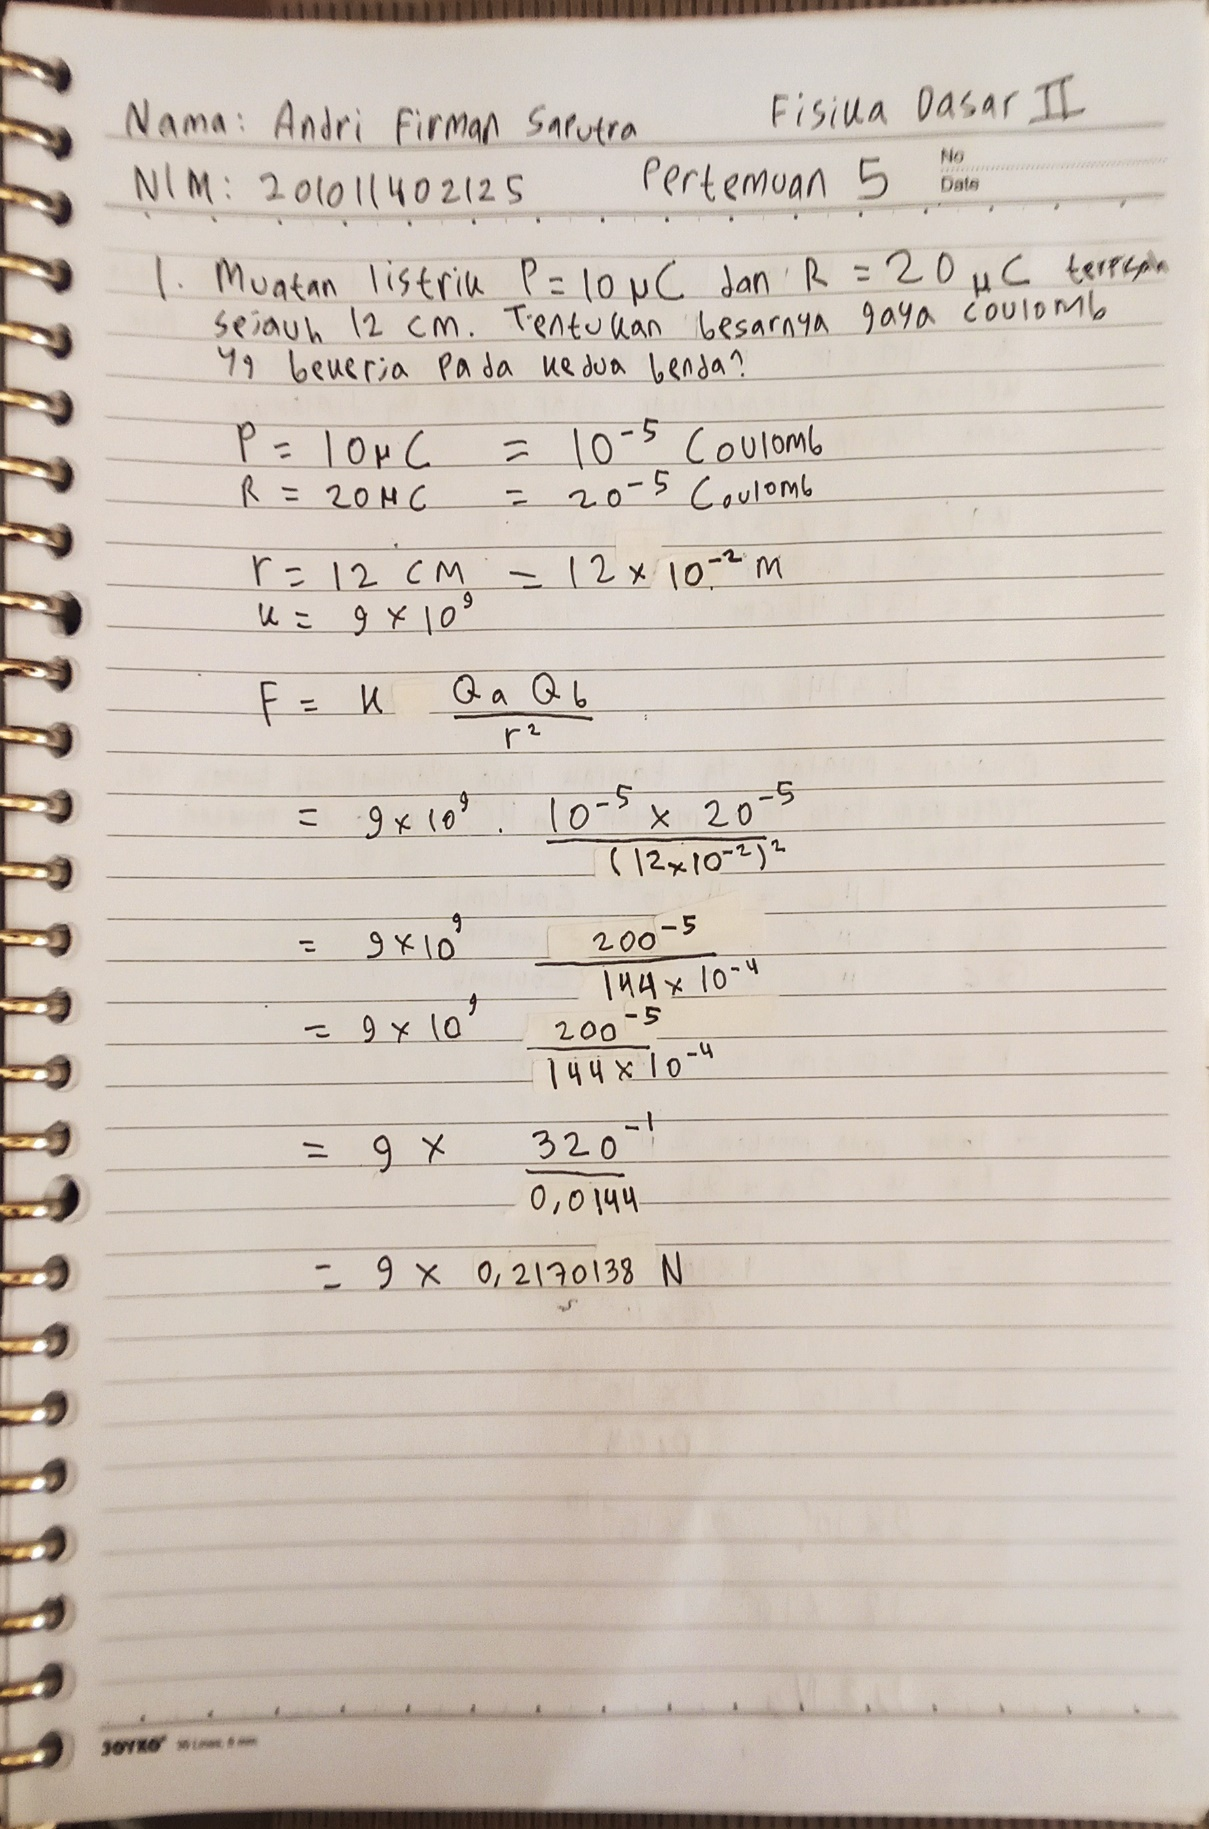 Nama: Andri Firman Saputra Fisika Dasar II
NIM: 201011402125 Pertemuan 5 No
Date
1. Muatan listrik P = 10 μC dan R = 20 μC terpisah
sejauh 12 cm. Tentukan besarnya gaya coulomb
yg bekerja pada kedua benda?
P = 10 μC = 10⁻⁵ Coulomb
R = 20 μC = 20⁻⁵ Coulomb
r = 12 cm = 12 x 10⁻² m
k = 9 x 10⁹
F = k Qa Qb / r²
= 9 x 10⁹ . 10⁻⁵ x 20⁻⁵ / (12x10⁻²)²
= 9 x 10⁹ 200⁻⁵ / 144 x 10⁻⁴
= 9 x 10⁹ 200⁻⁵ / 144 x 10⁻⁴
= 9 x 320⁻¹ / 0,0144
= 9 x 0,2170138 N
JOYKO